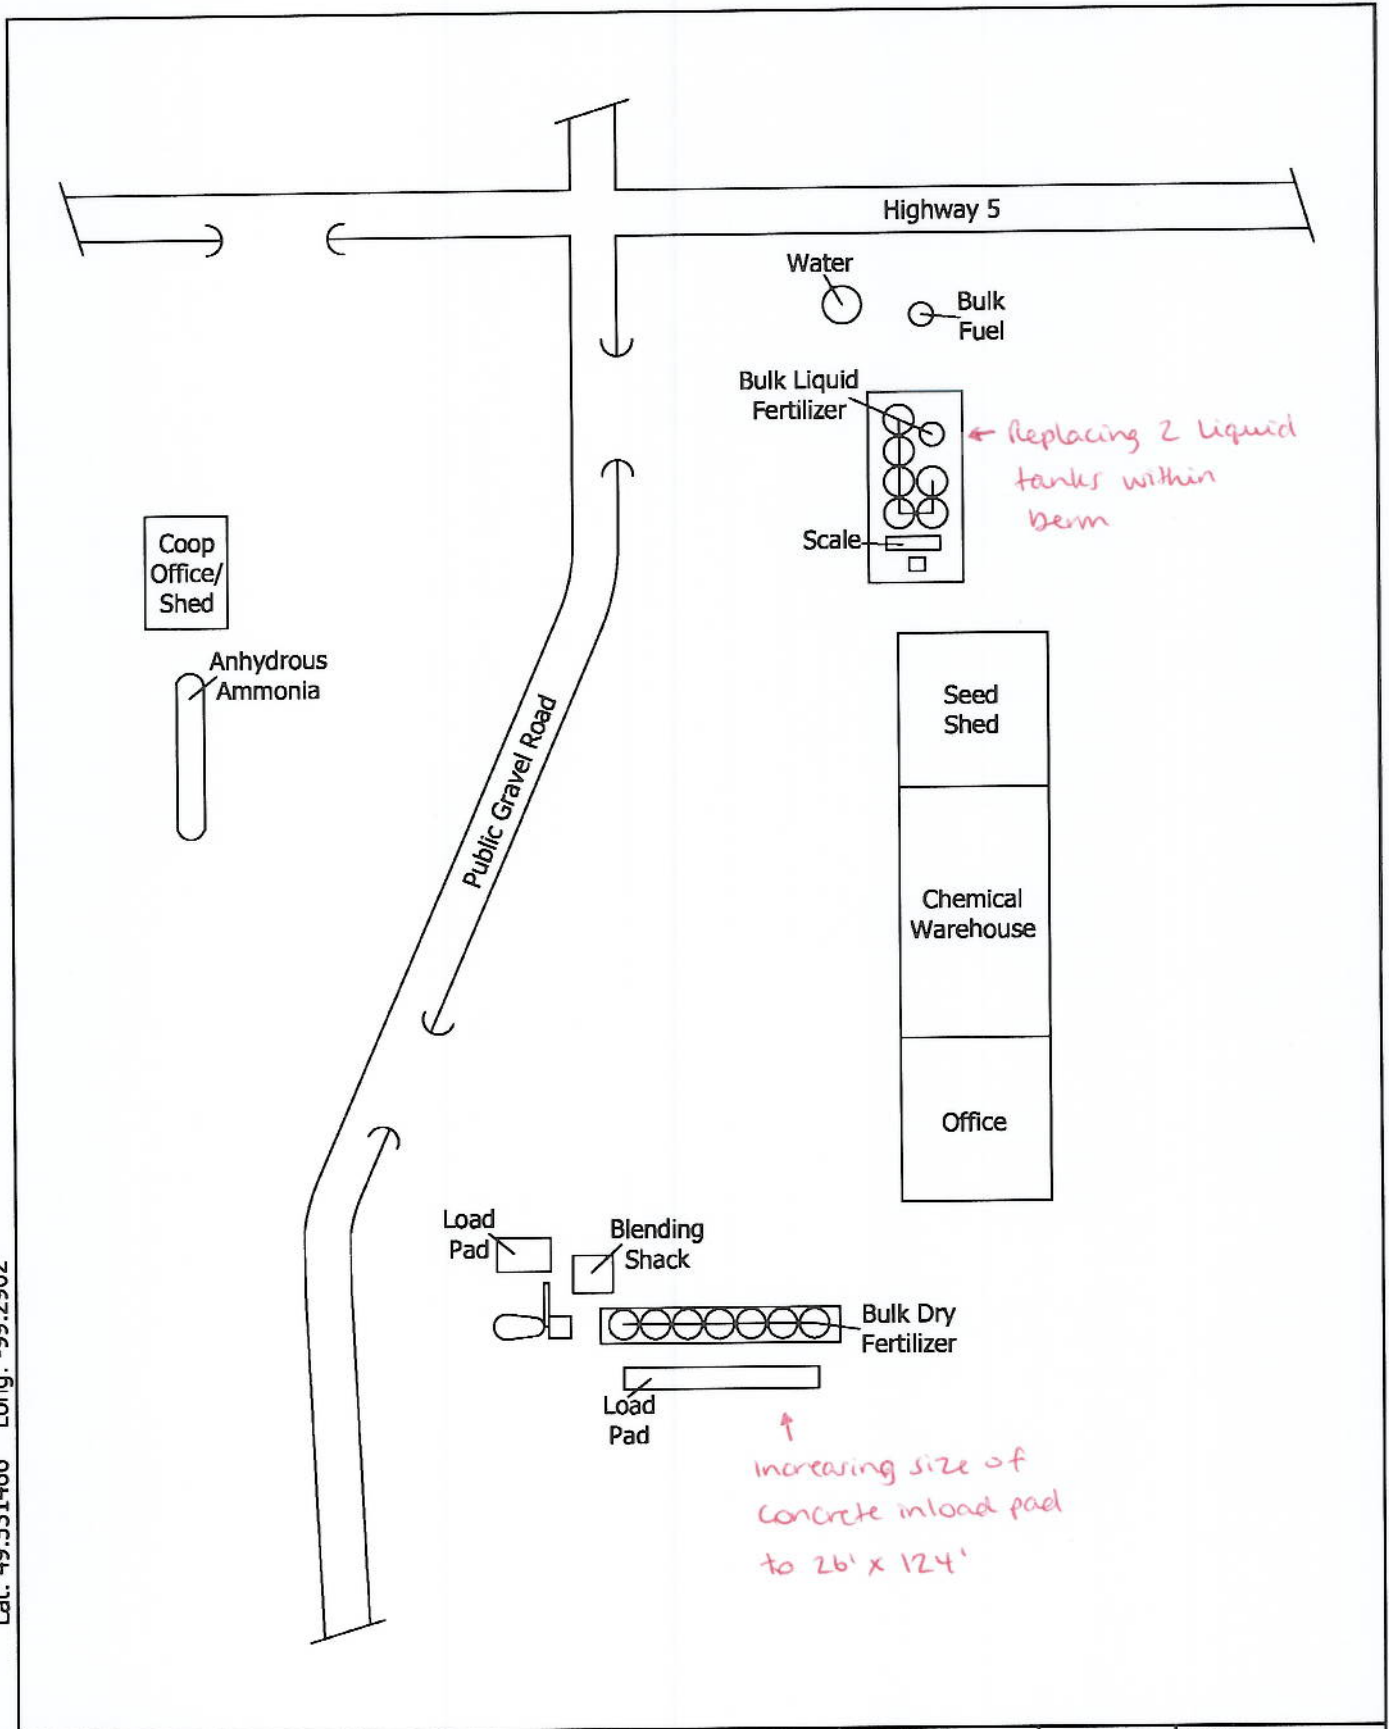 Highway 5
Water
Bulk
Fuel
Bulk Liquid
Fertilizer
← Replacing 2 Liquid
tanks within
berm
Scale
Coop
Office/
Shed
Anhydrous
Ammonia
Seed
Shed
Public Gravel Road
Chemical
Warehouse
Office
Load
Pad
Blending
Shack
Bulk Dry
Fertilizer
Load
Pad
Increasing size of
concrete inload pad
to 26' x 124'